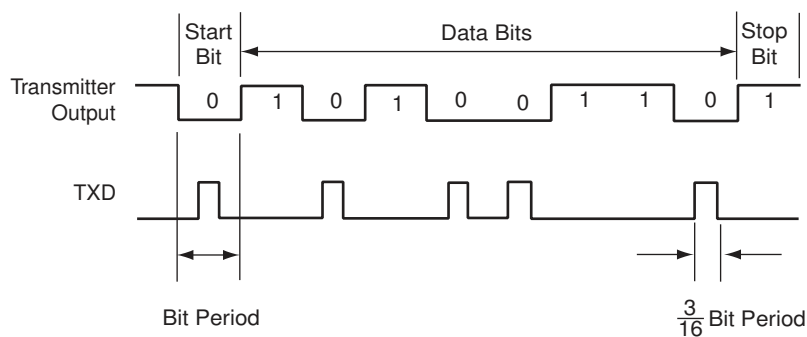 Start
Bit
Data Bits
Stop
Bit
Transmitter
Output
0 1 0 1 0 0 1 1 0 1
TXD
Bit Period
3/16 Bit Period